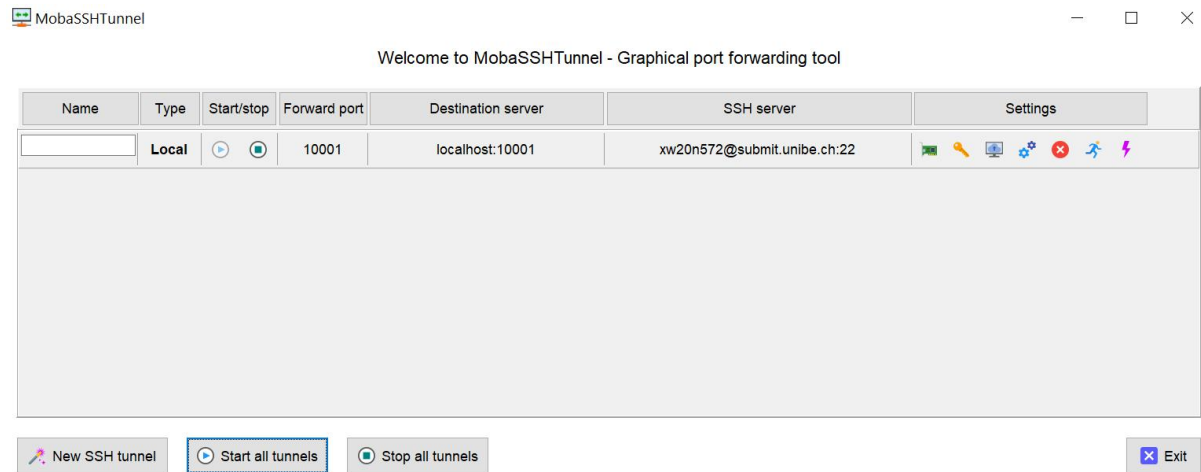 MobaSSHTunnel
Welcome to MobaSSHTunnel - Graphical port forwarding tool
Name Type Start/stop Forward port Destination server SSH server Settings
Local 10001 localhost:10001 xw20n572@submit.unibe.ch:22
New SSH tunnel Start all tunnels Stop all tunnels Exit